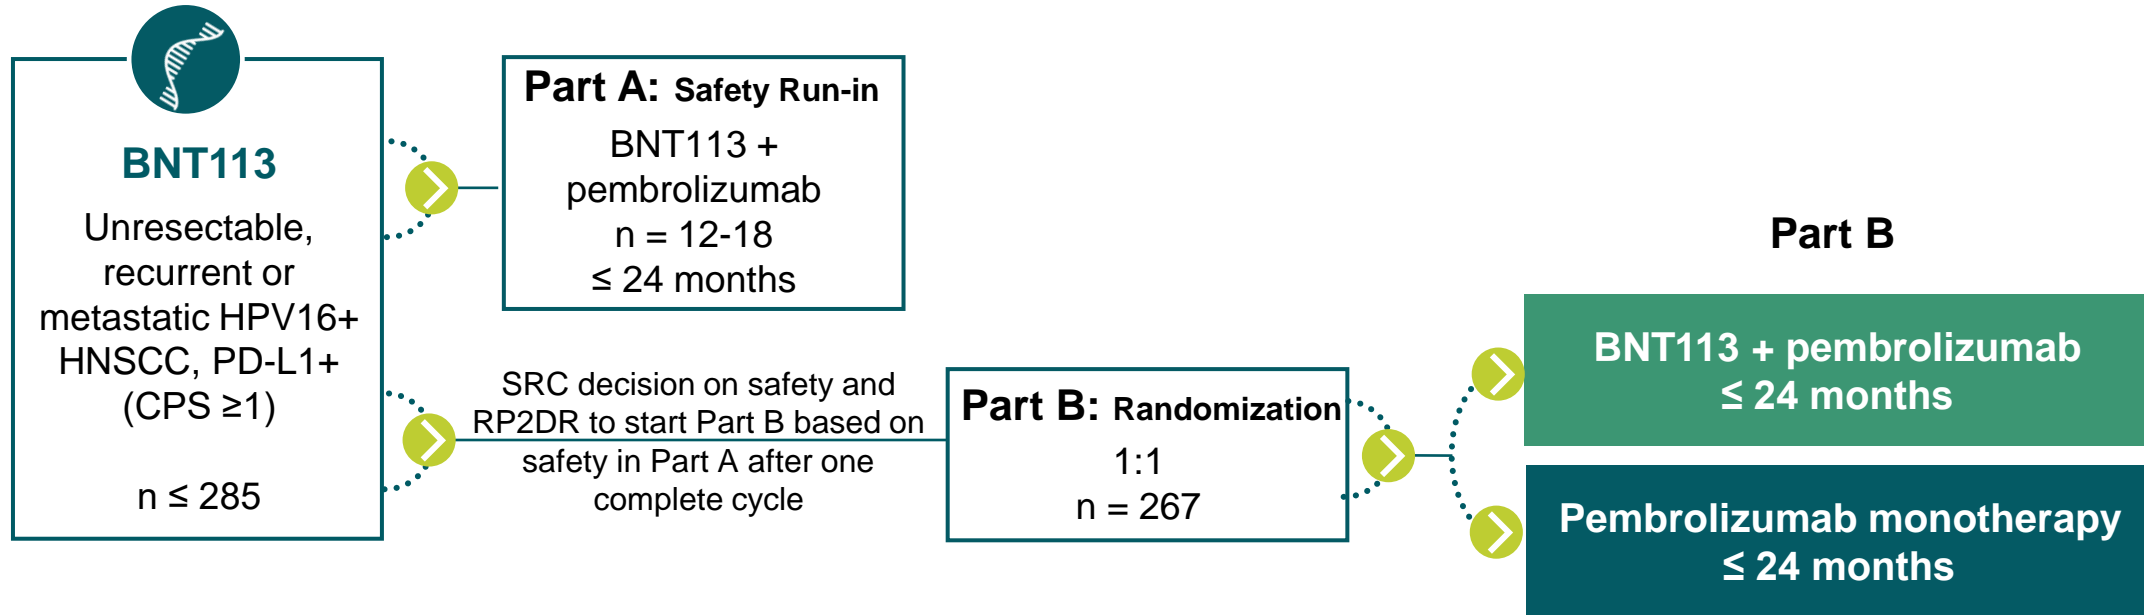 BNT113
Unresectable,
recurrent or
metastatic HPV16+
HNSCC, PD-L1+
(CPS ≥1)
n ≤ 285
Part A: Safety Run-in
BNT113 +
pembrolizumab
n = 12-18
≤ 24 months
SRC decision on safety and
RP2DR to start Part B based on
safety in Part A after one
complete cycle
Part B: Randomization
1:1
n = 267
Part B
BNT113 + pembrolizumab
≤ 24 months
Pembrolizumab monotherapy
≤ 24 months